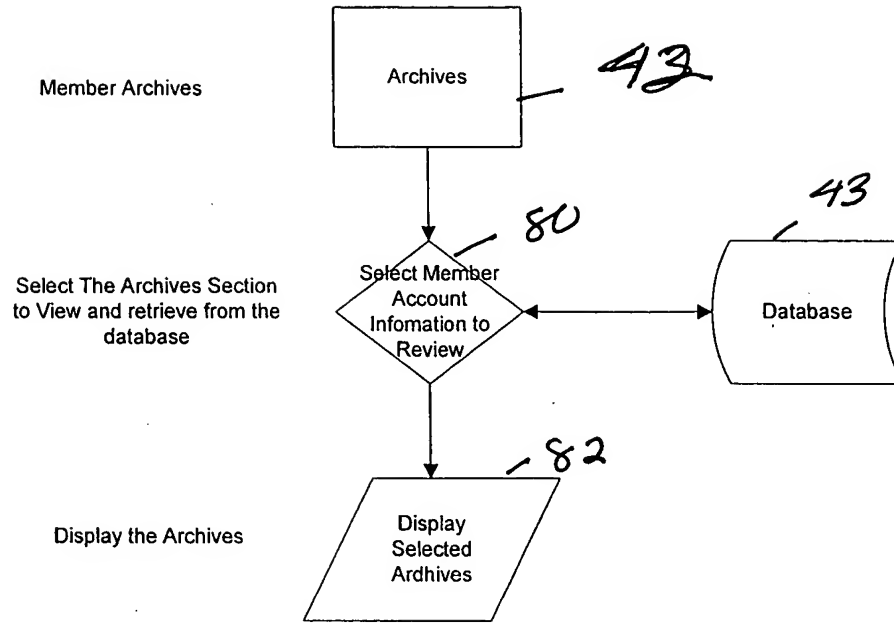 Member Archives
Archives
42
80
43
Select The Archives Section
to View and retrieve from the
database
Select Member
Account
Infomation to
Review
Database
82
Display the Archives
Display
Selected
Ardhives